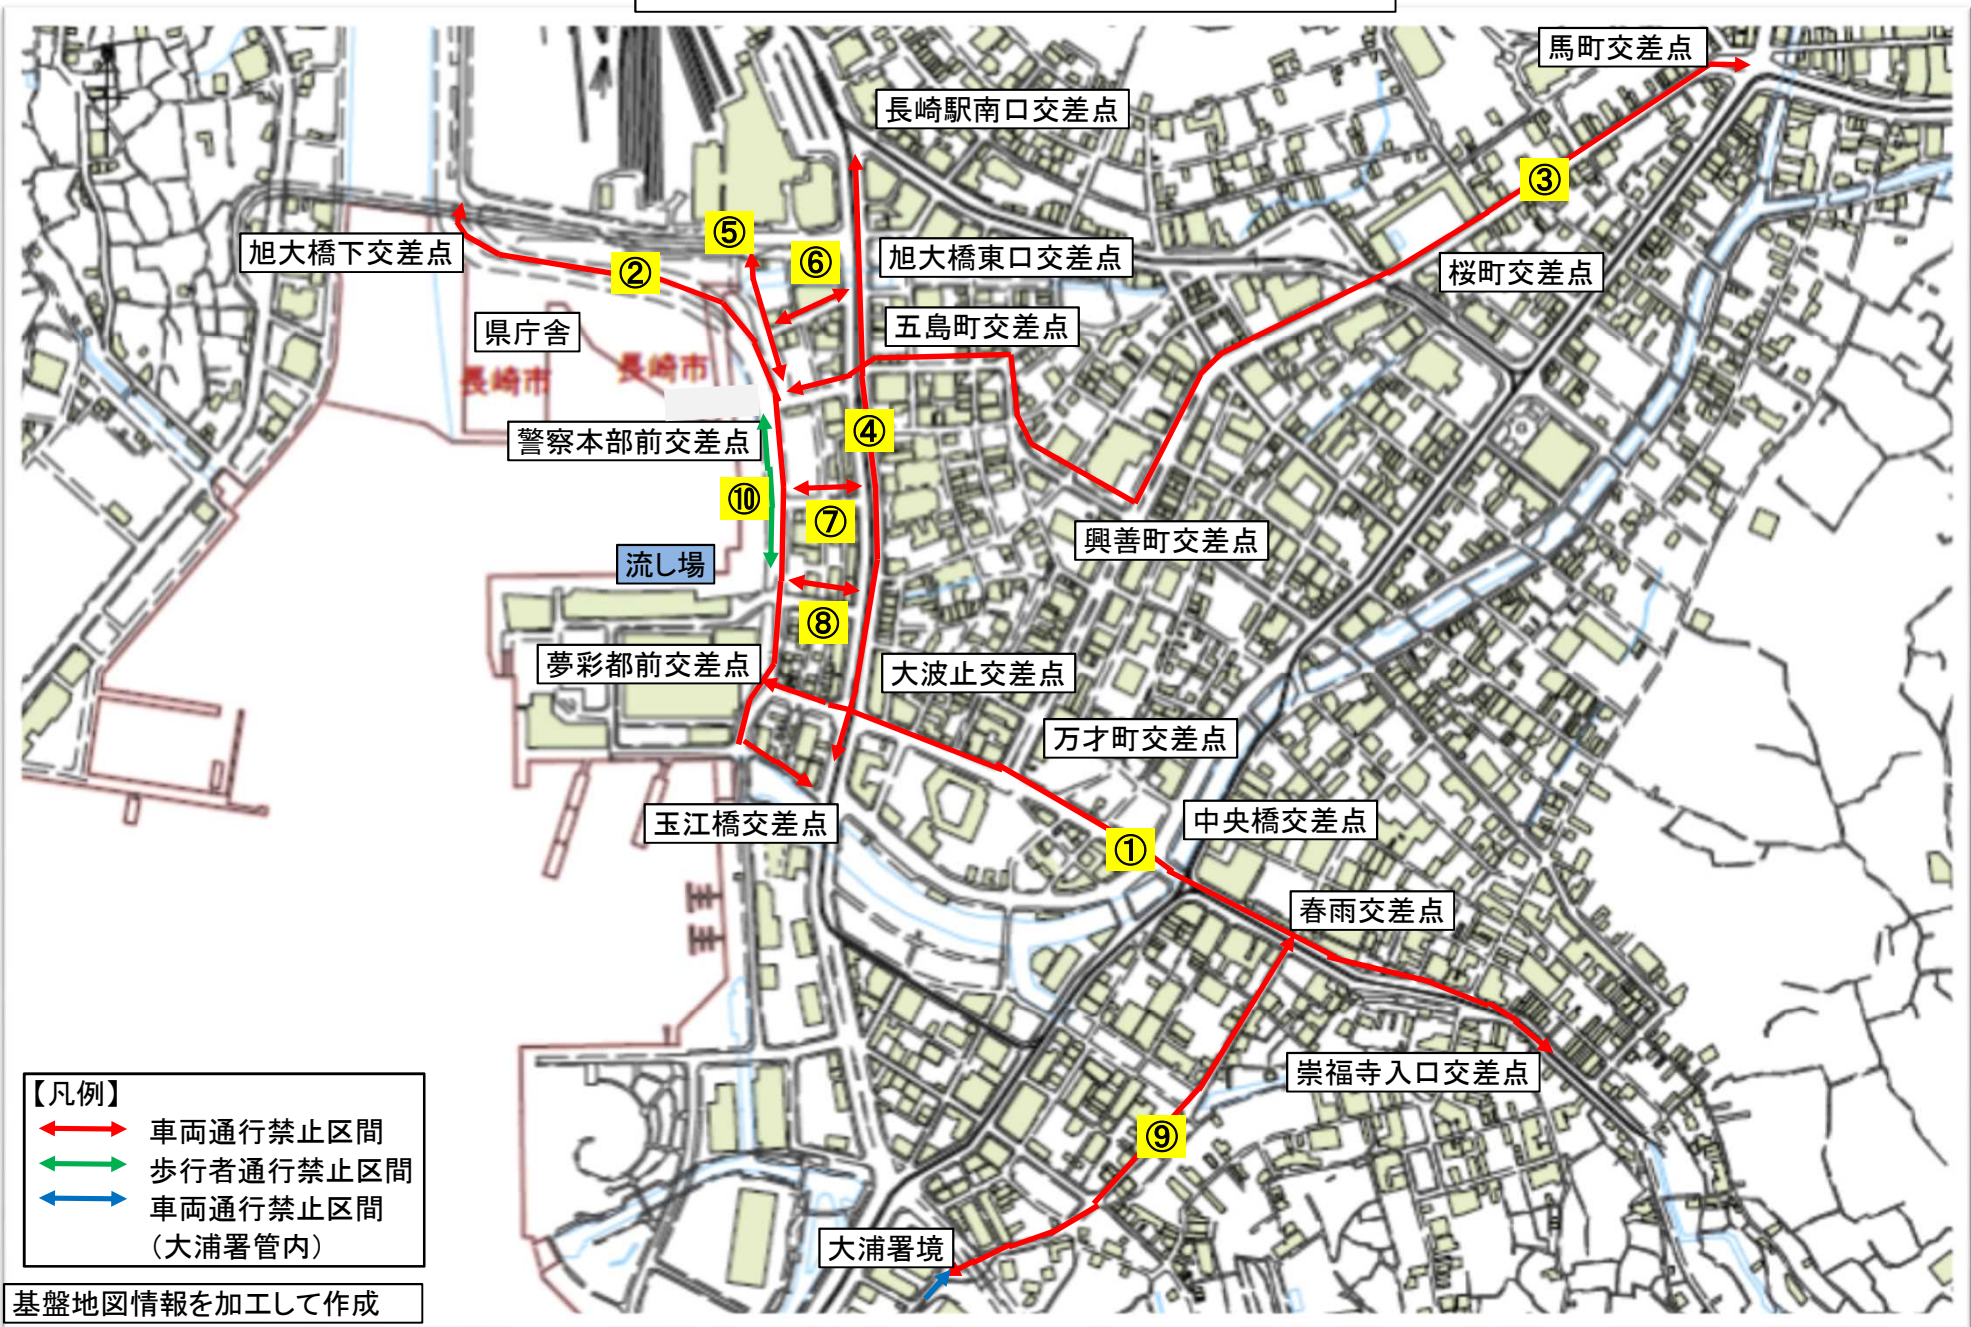 馬町交差点
長崎駅南口交差点
③
⑤
旭大橋下交差点
②
⑥
旭大橋東口交差点
桜町交差点
県庁舎
五島町交差点
長崎市
長崎市
警察本部前交差点
④
⑩
⑦
興善町交差点
流し場
⑧
夢彩都前交差点
大波止交差点
万才町交差点
玉江橋交差点
中央橋交差点
①
春雨交差点
崇福寺入口交差点
⑨
大浦署境
【凡例】
車両通行禁止区間
歩行者通行禁止区間
車両通行禁止区間
（大浦署管内）
基盤地図情報を加工して作成